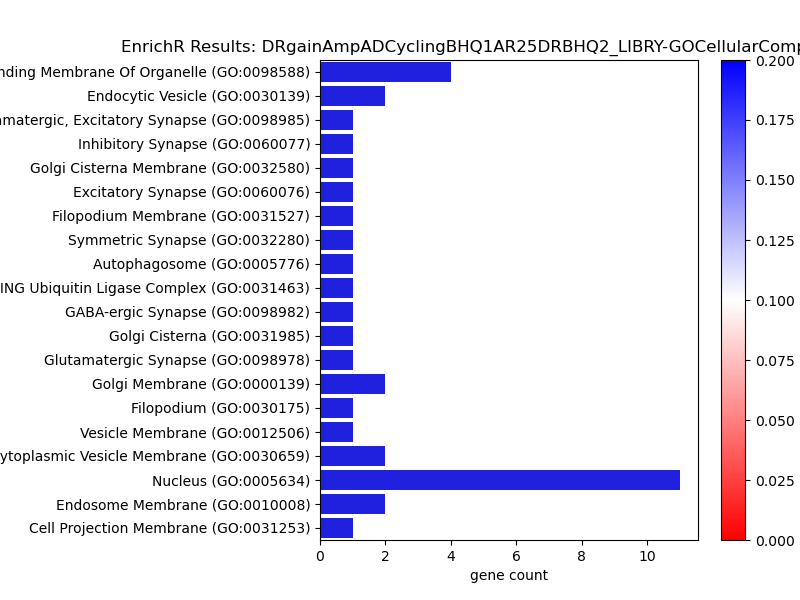 EnrichR Results: DRgainAmpADCyclingBHQ1AR25DRBHQ2_LIBRY-GOCellularComp
nding Membrane Of Organelle (GO:0098588)
Endocytic Vesicle (GO:0030139)
amatergic, Excitatory Synapse (GO:0098985)
Inhibitory Synapse (GO:0060077)
Golgi Cisterna Membrane (GO:0032580)
Excitatory Synapse (GO:0060076)
Filopodium Membrane (GO:0031527)
Symmetric Synapse (GO:0032280)
Autophagosome (GO:0005776)
ING Ubiquitin Ligase Complex (GO:0031463)
GABA-ergic Synapse (GO:0098982)
Golgi Cisterna (GO:0031985)
Glutamatergic Synapse (GO:0098978)
Golgi Membrane (GO:0000139)
Filopodium (GO:0030175)
Vesicle Membrane (GO:0012506)
ytoplasmic Vesicle Membrane (GO:0030659)
Nucleus (GO:0005634)
Endosome Membrane (GO:0010008)
Cell Projection Membrane (GO:0031253)
0 2 4 6 8 10
gene count
0.200
0.175
0.150
0.125
0.100
0.075
0.050
0.025
0.000